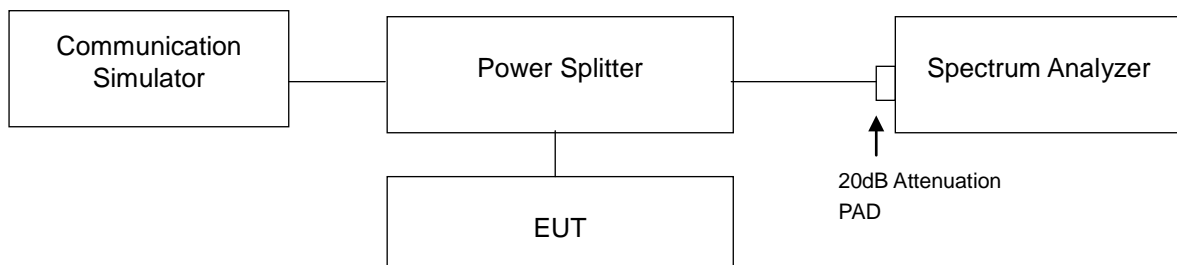 Communication
Simulator
Power Splitter
Spectrum Analyzer
20dB Attenuation
PAD
EUT